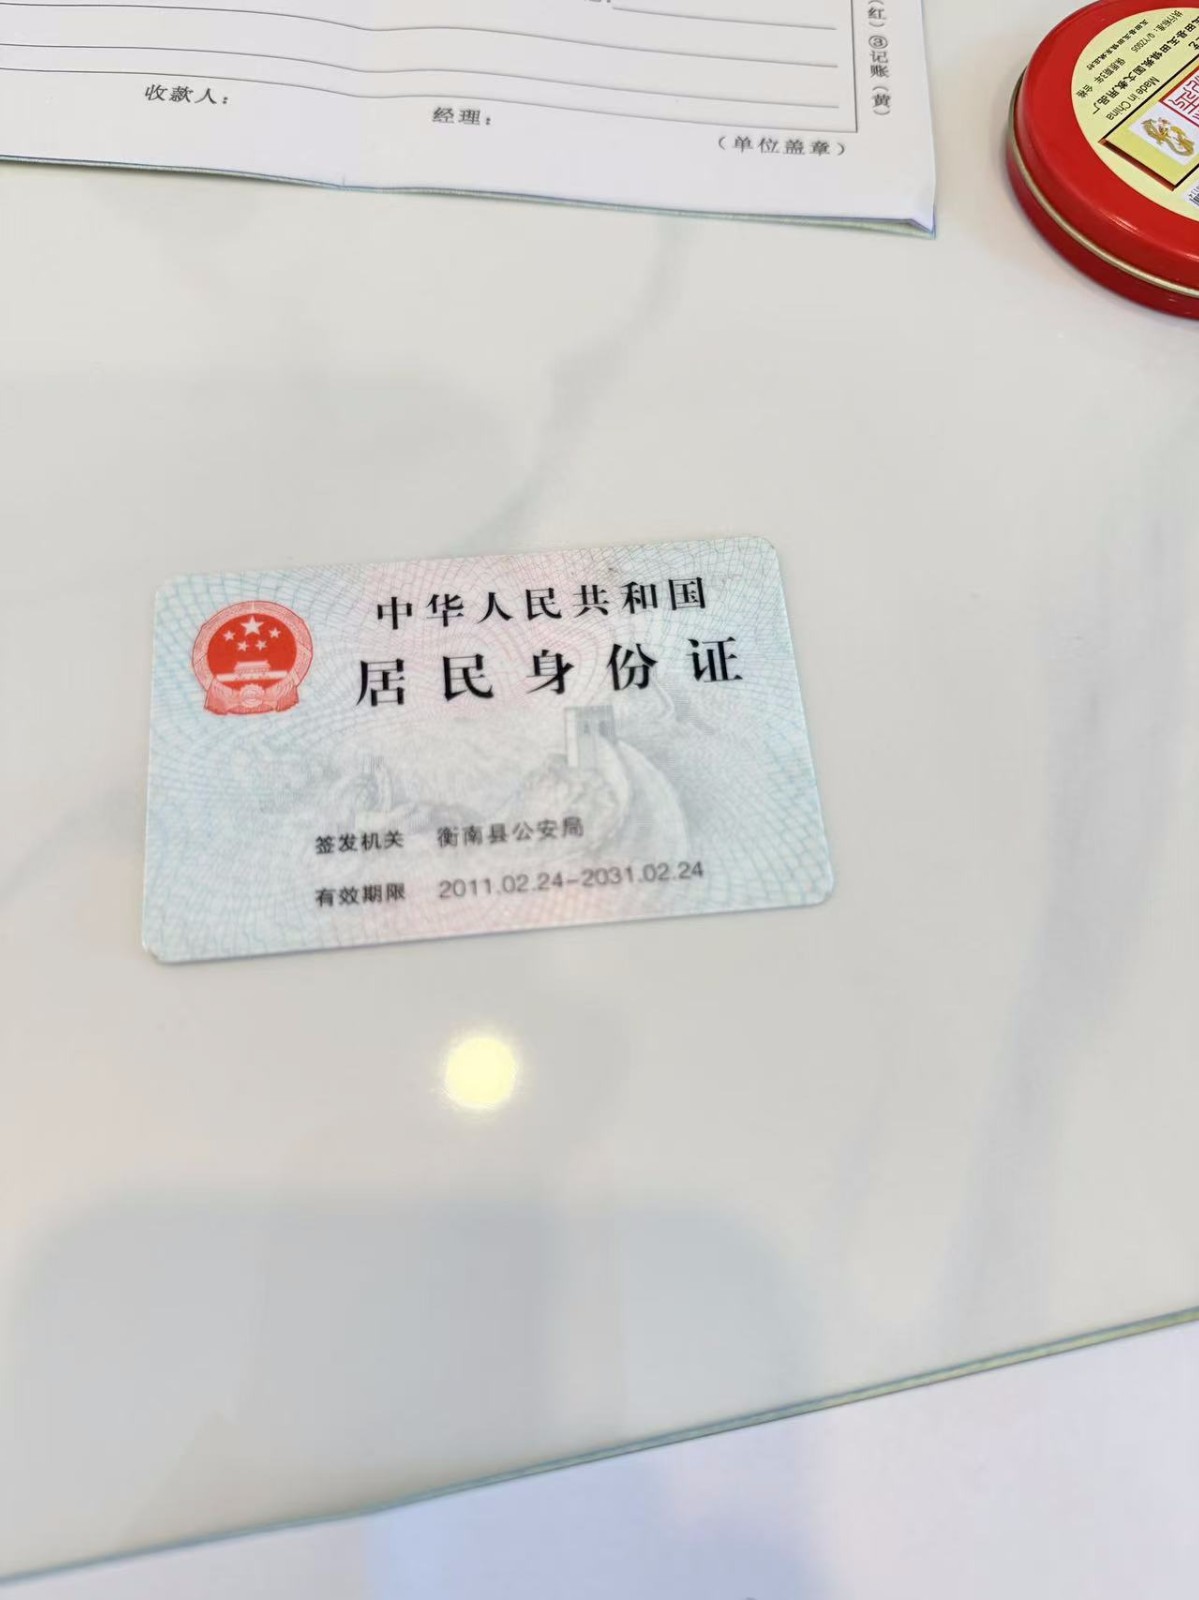 （红）③记账（黄）
收款人：
经理：
（单位盖章）
Made in China
中华人民共和国
居民身份证
签发机关 衡南县公安局
有效期限 2011.02.24-2031.02.24